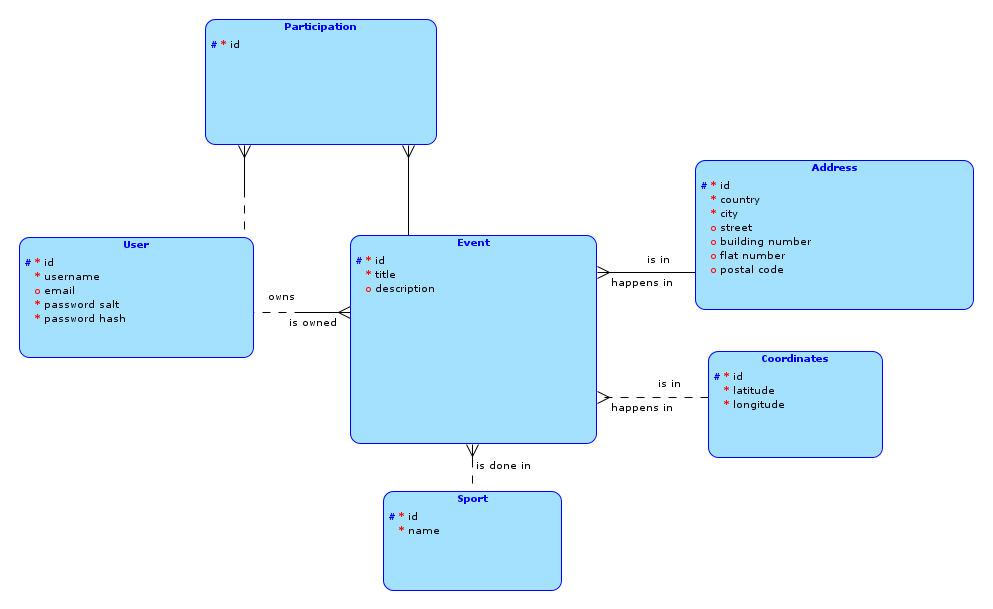 Participation
# * id
Address
# * id
* country
* city
o street
o building number
o flat number
o postal code
User
# * id
* username
o email
* password salt
* password hash
Event
# * id
* title
o description
is in
happens in
owns
is owned
Coordinates
# * id
* latitude
* longitude
is in
happens in
is done in
Sport
# * id
* name